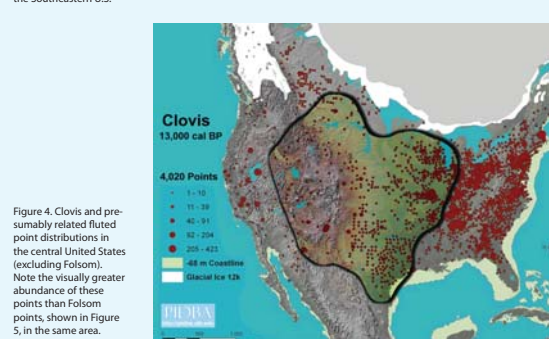 the Southeastern U.S.
Clovis
13,000 cal BP
4,020 Points
1 - 10
11 - 39
40 - 91
92 - 204
205 - 423
-68 m Coastline
Glacial Ice 12k
PIDBA
Figure 4. Clovis and pre-
sumably related fluted
point distributions in
the central United States
(excluding Folsom).
Note the visually greater
abundance of these
points than Folsom
points, shown in Figure
5, in the same area.